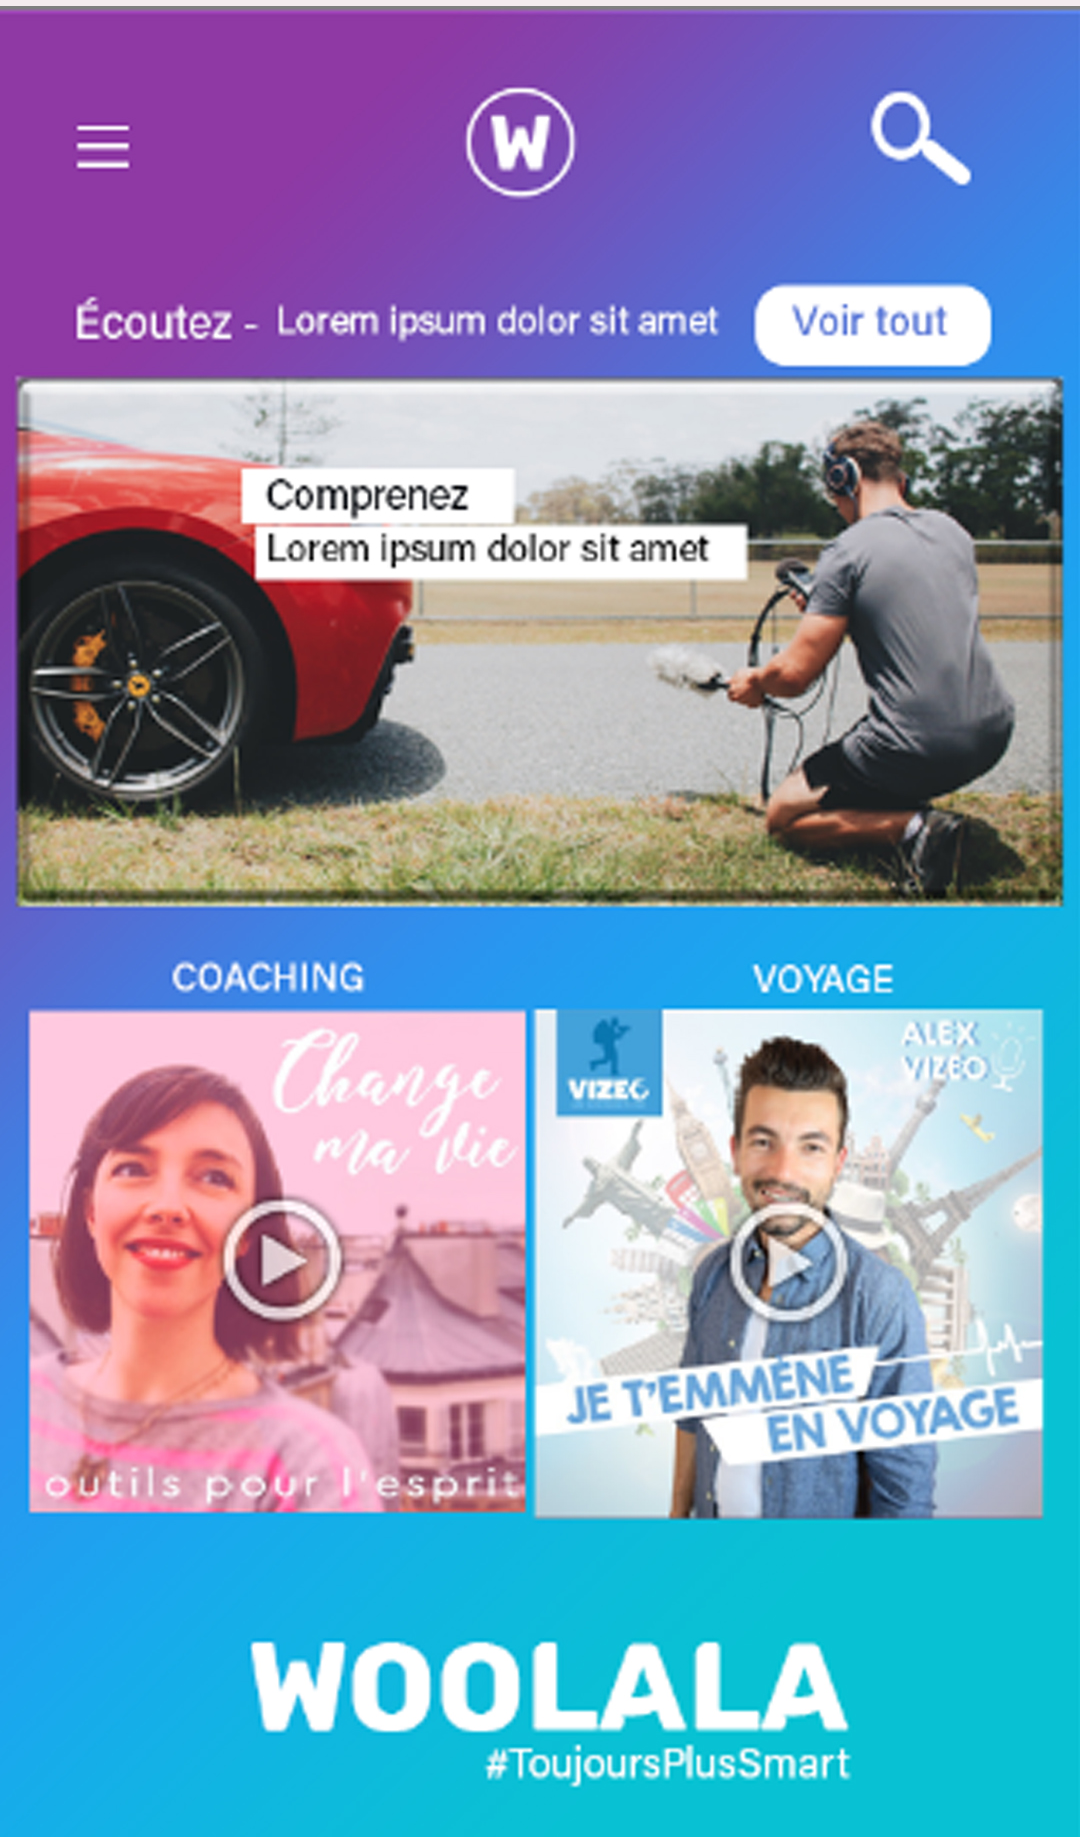 W
Écoutez - Lorem ipsum dolor sit amet
Voir tout
Comprenez
Lorem ipsum dolor sit amet
COACHING
VOYAGE
Change
ma vie
outils pour l'esprit
VIZEO
ALEX
VIZEO
JE T'EMMÈNE
EN VOYAGE
WOOLALA
#ToujoursPlusSmart